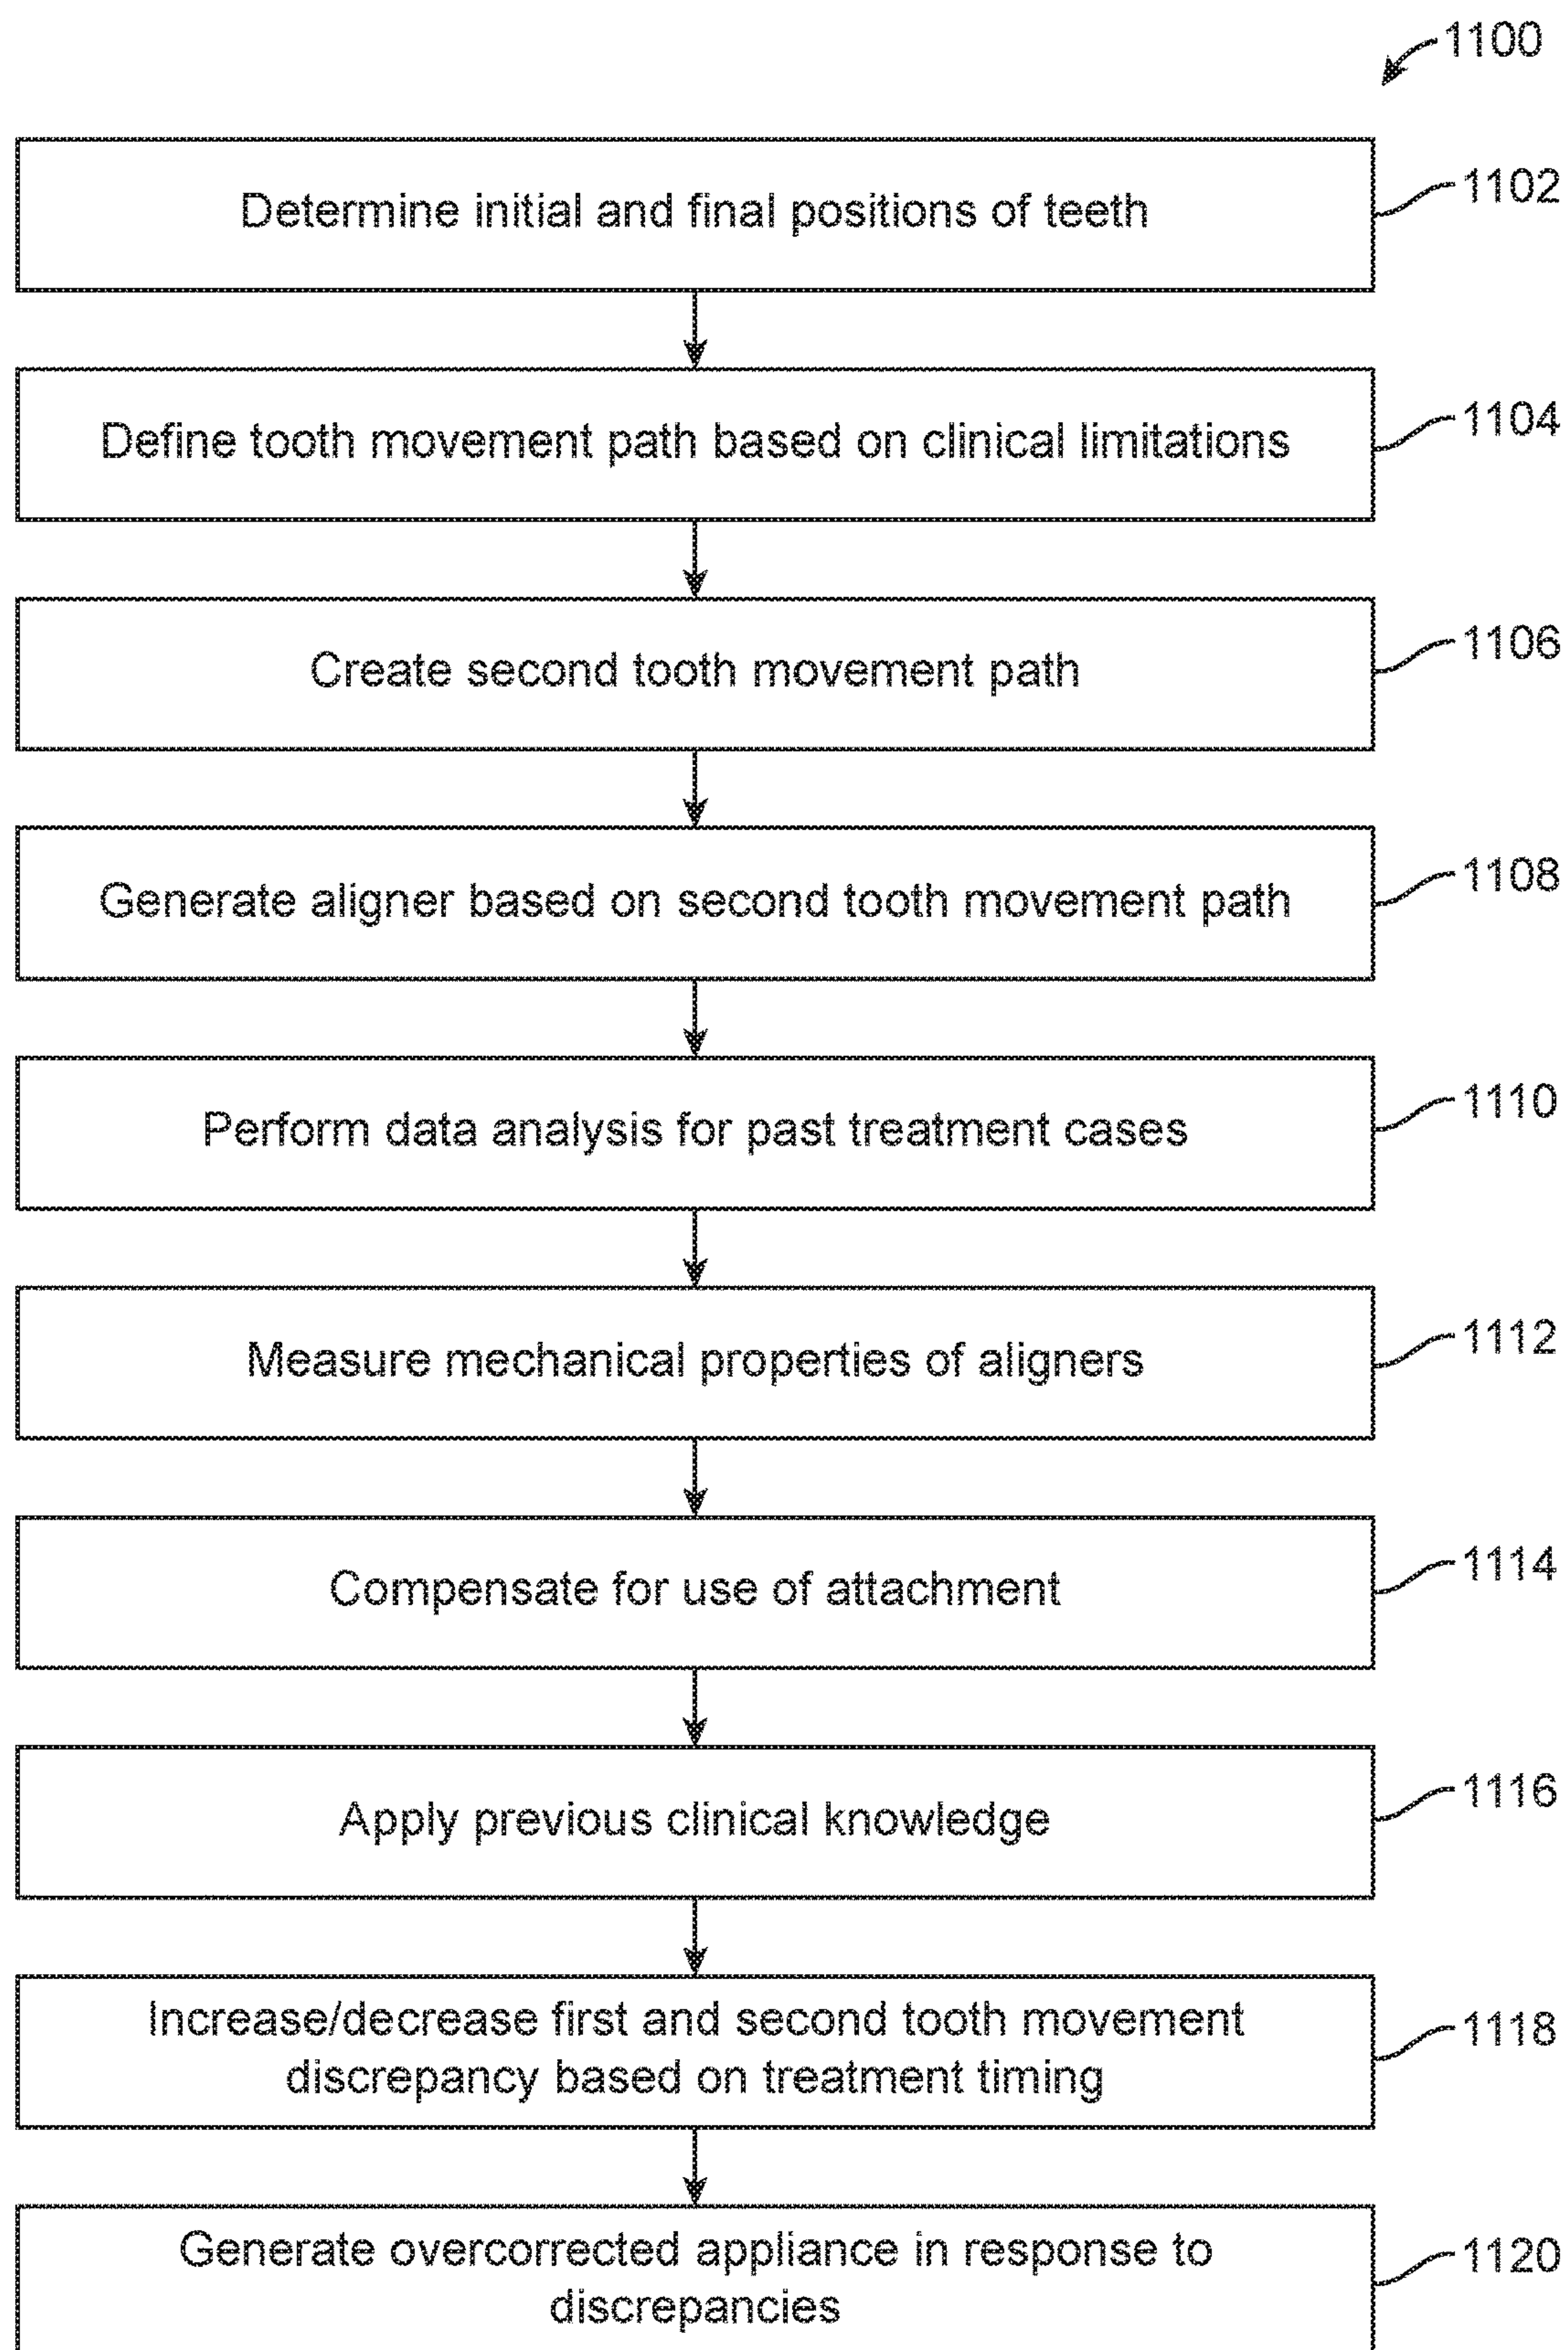 1100
Determine initial and final positions of teeth
1102
Define tooth movement path based on clinical limitations
1104
Create second tooth movement path
1106
Generate aligner based on second tooth movement path
1108
Perform data analysis for past treatment cases
1110
Measure mechanical properties of aligners
1112
Compensate for use of attachment
1114
Apply previous clinical knowledge
1116
Increase/decrease first and second tooth movement
discrepancy based on treatment timing
1118
Generate overcorrected appliance in response to
discrepancies
1120